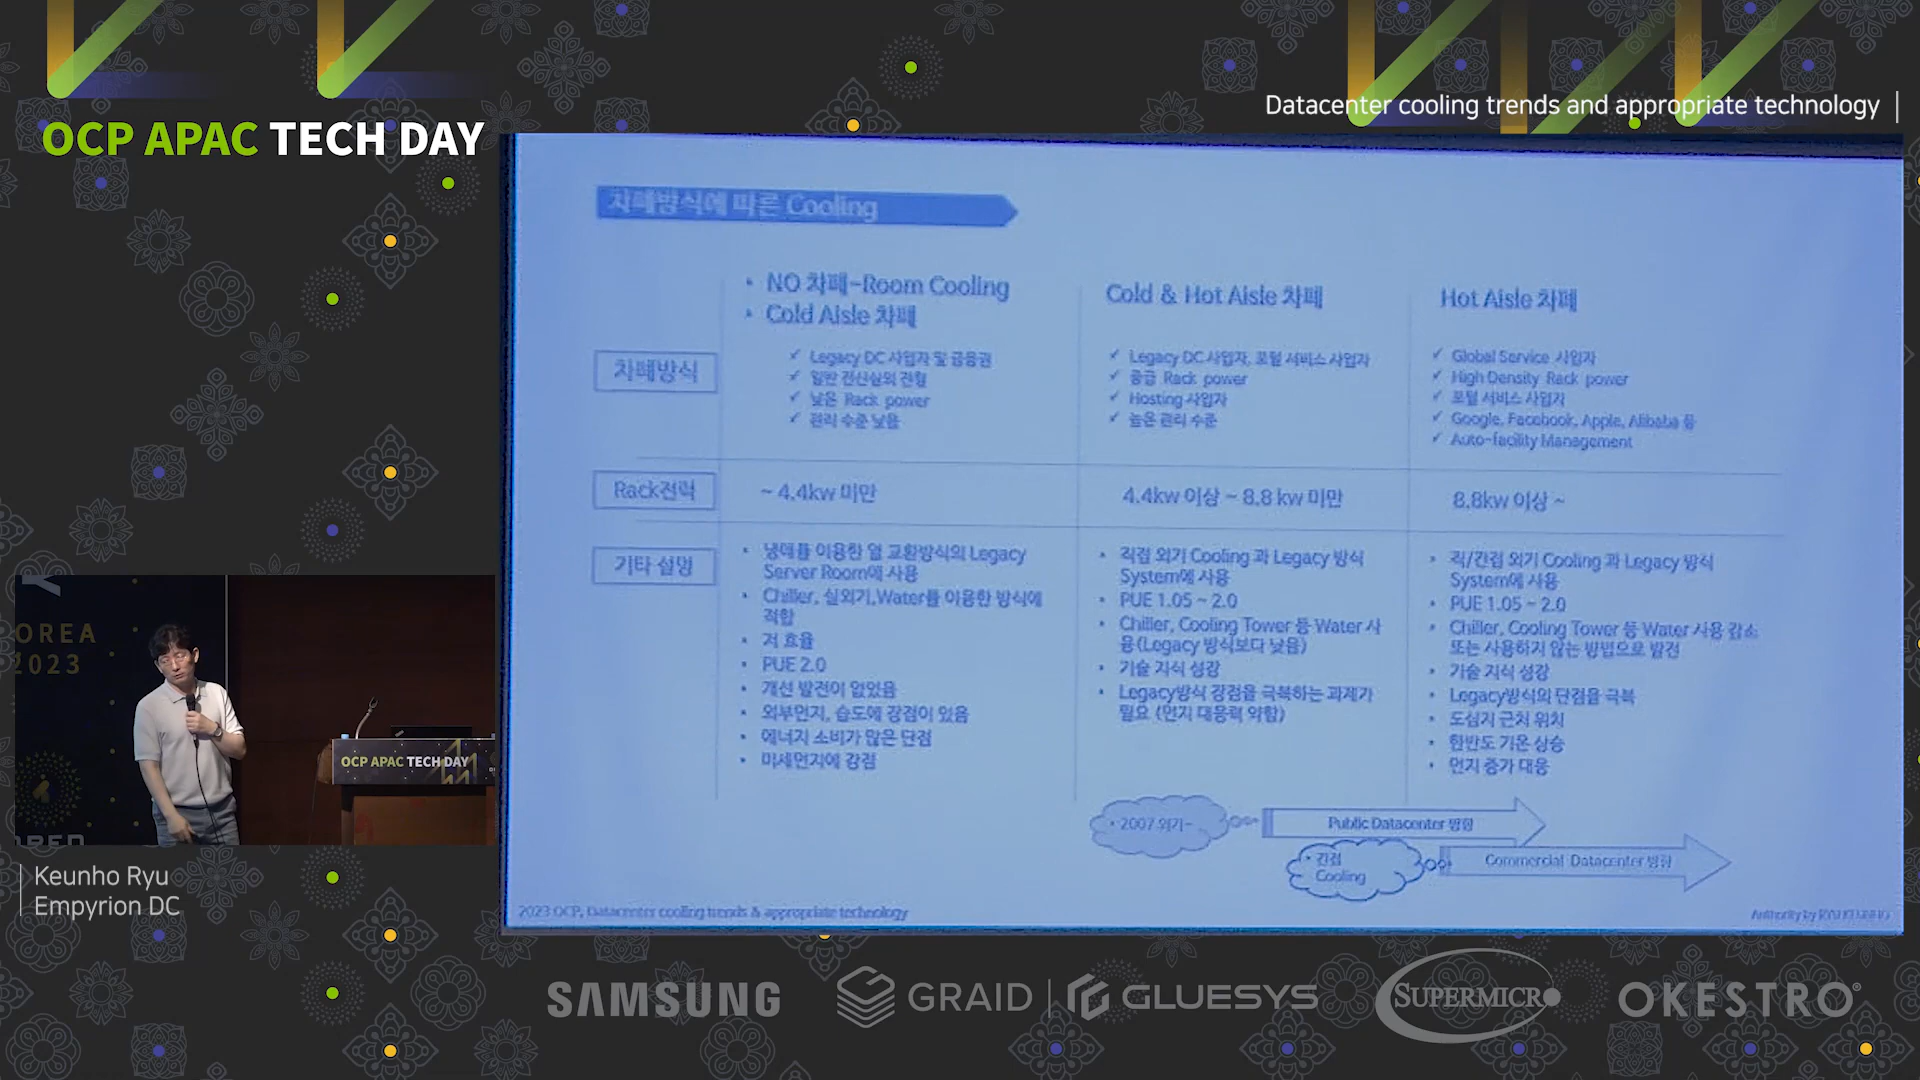 OCP APAC TECH DAY
Datacenter cooling trends and appropriate technology
차폐방식에 따른 Cooling
• NO 차폐-Room Cooling
• Cold Aisle 차폐
Cold & Hot Aisle 차폐
Hot Aisle 차폐
차폐방식
✓ Legacy DC 사업자 및 금융권
✓ 일반 전산실의 전형
✓ 낮은 Rack power
✓ 관리 수준 낮음
✓ Legacy DC 사업자, 포털 서비스 사업자
✓ 중급 Rack power
✓ Hosting 사업자
✓ 높은 관리 수준
✓ Global Service 사업자
✓ High Density Rack power
✓ 포털 서비스 사업자
✓ Google, Facebook, Apple, Alibaba 등
✓ Auto-facility Management
Rack전력
~ 4.4kw 미만
4.4kw 이상 ~ 8.8 kw 미만
8.8kw 이상 ~
기타 설명
• 냉매를 이용한 열 교환방식의 Legacy
Server Room에 사용
• Chiller, 실외기,Water를 이용한 방식에
적합
• 저 효율
• PUE 2.0
• 개선 발전이 없었음
• 외부먼지, 습도에 강점이 있음
• 에너지 소비가 많은 단점
• 미세먼지에 강점
• 직접 외기 Cooling 과 Legacy 방식
System에 사용
• PUE 1.05 ~ 2.0
• Chiller, Cooling Tower 등 Water 사
용(Legacy 방식보다 낮음)
• 기술 지식 성장
• Legacy방식 장점을 극복하는 과제가
필요 (먼지 대응력 약함)
• 직/간접 외기 Cooling 과 Legacy 방식
System에 사용
• PUE 1.05 ~ 2.0
• Chiller, Cooling Tower 등 Water 사용 감소
또는 사용하지 않는 방법으로 발전
• 기술 지식 성장
• Legacy방식의 단점을 극복
• 도심지 근처 위치
• 한반도 기온 상승
• 먼지 증가 대응
• 2007.외기~
Public Datacenter 방향
• 간접
Cooling
Commercial Datacenter 방향
2023 OCP, Datacenter cooling trends & appropriate technology
Authority by RYU KEUNHO
OREA
2023
OCP APAC TECH DAY
Keunho Ryu
Empyrion DC
SAMSUNG
GRAID
GLUESYS
SUPERMICRO
OKESTRO